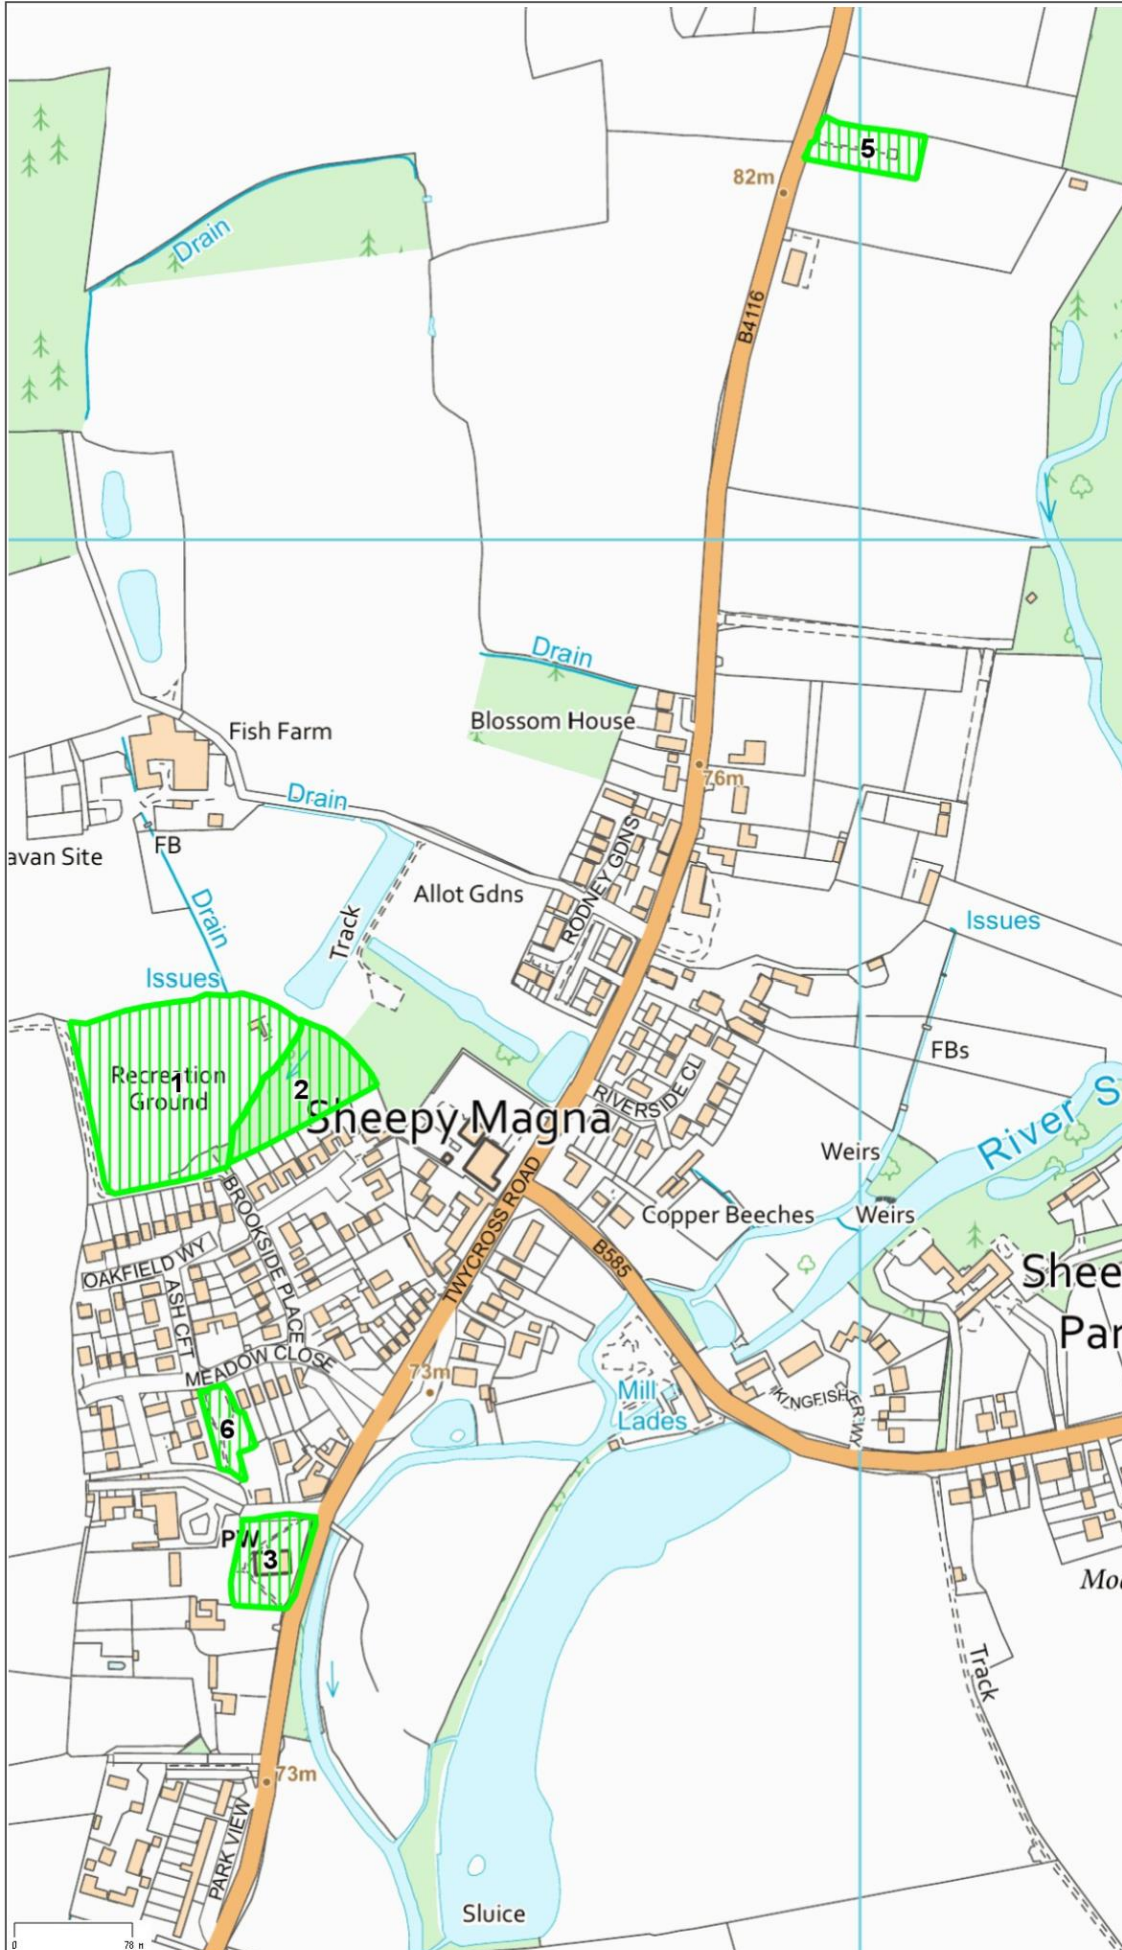 5
82m
Drain
B4116
Drain
Blossom House
Fish Farm
76m
Drain
FB
avan Site
Allot Gdns
RODNEY GDNS
Drain
Track
Issues
Issues
FBs
Recreation
Ground
1
2
Sheepy Magna
RIVERSIDE CL
River S
Weirs
Weirs
Copper Beeches
TWYCROSS ROAD
B585
BROOKSIDE PLACE
OAKFIELD WY
ASH CFT
MEADOW CLOSE
Shee
Par
73m
Mill
Lades
KINGFISHER WY
6
PW
3
Moa
Track
73m
PARK VIEW
Sluice
0 78 M